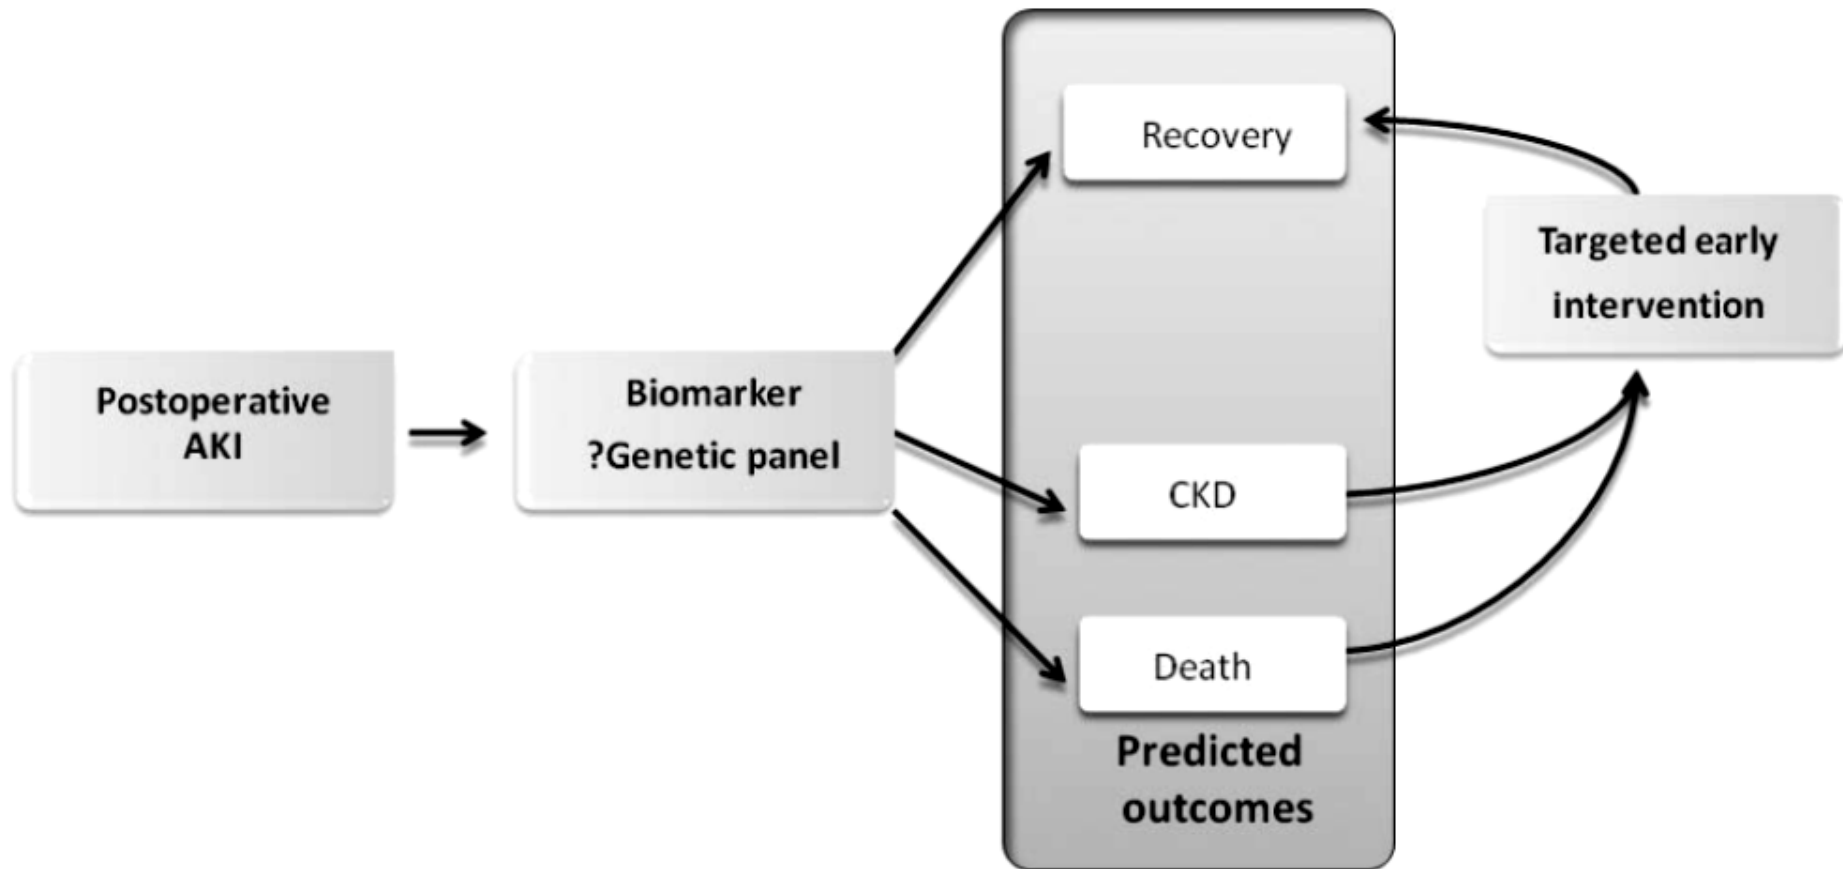 Postoperative
AKI
Biomarker
?Genetic panel
Recovery
CKD
Death
Predicted
outcomes
Targeted early
intervention